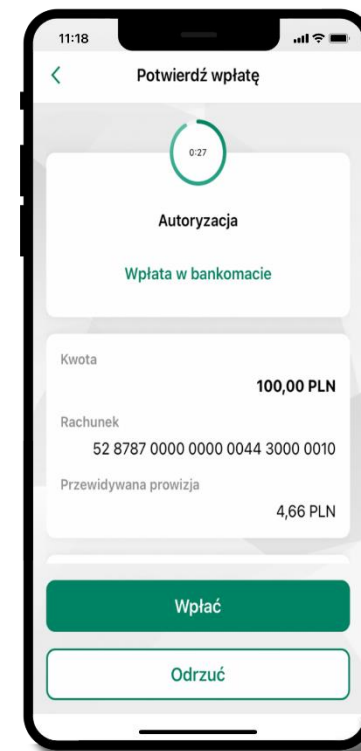 11:18
Potwierdź wpłatę
0:27
Autoryzacja
Wpłata w bankomacie
Kwota
100,00 PLN
Rachunek
52 8787 0000 0000 0044 3000 0010
Przewidywana prowizja
4,66 PLN
Wpłać
Odrzuć